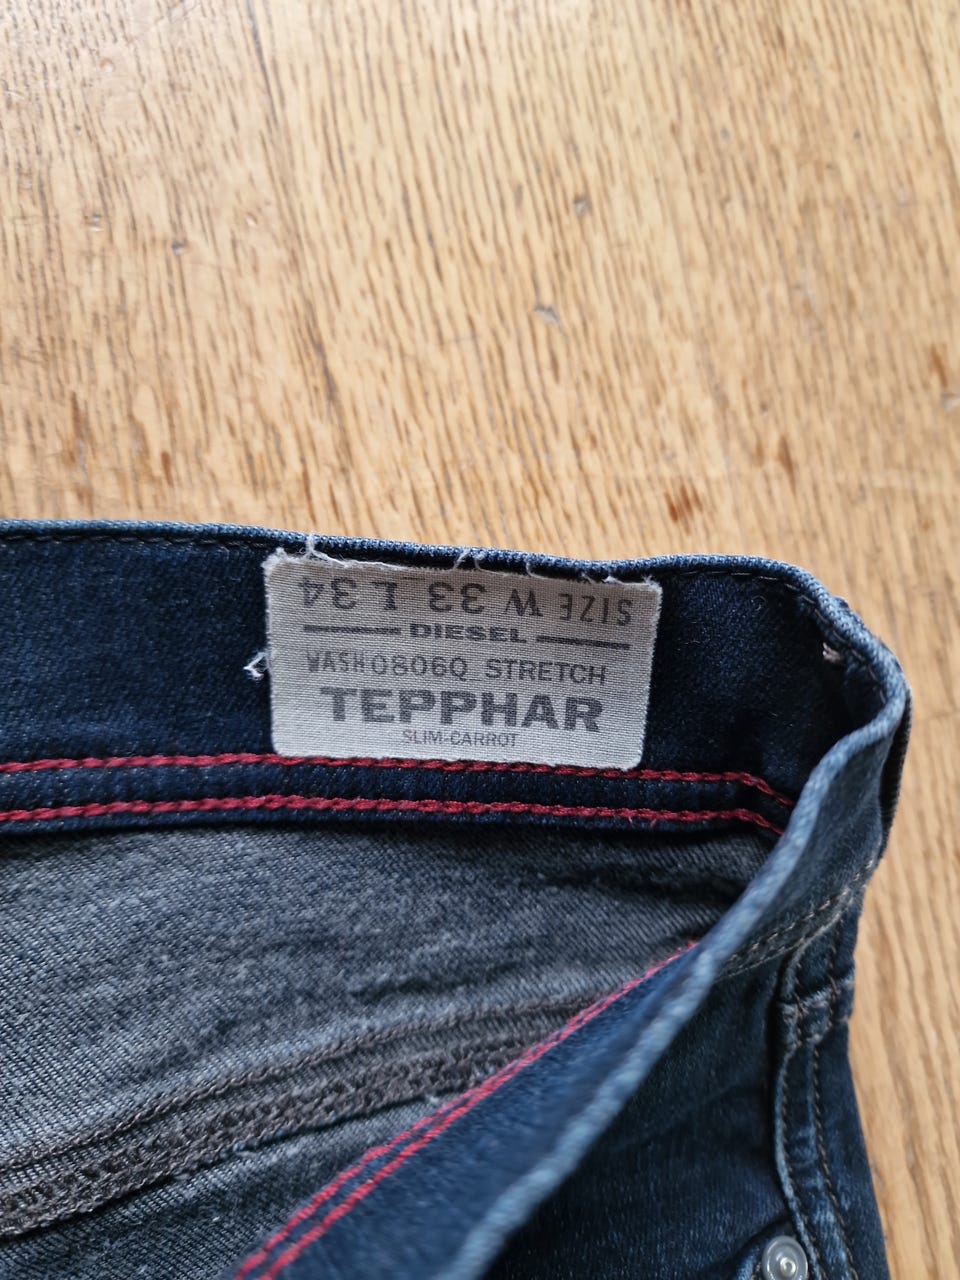 SIZE W 33 L 34
DIESEL
WASH 0806Q STRETCH
TEPPHAR
SLIM-CARROT